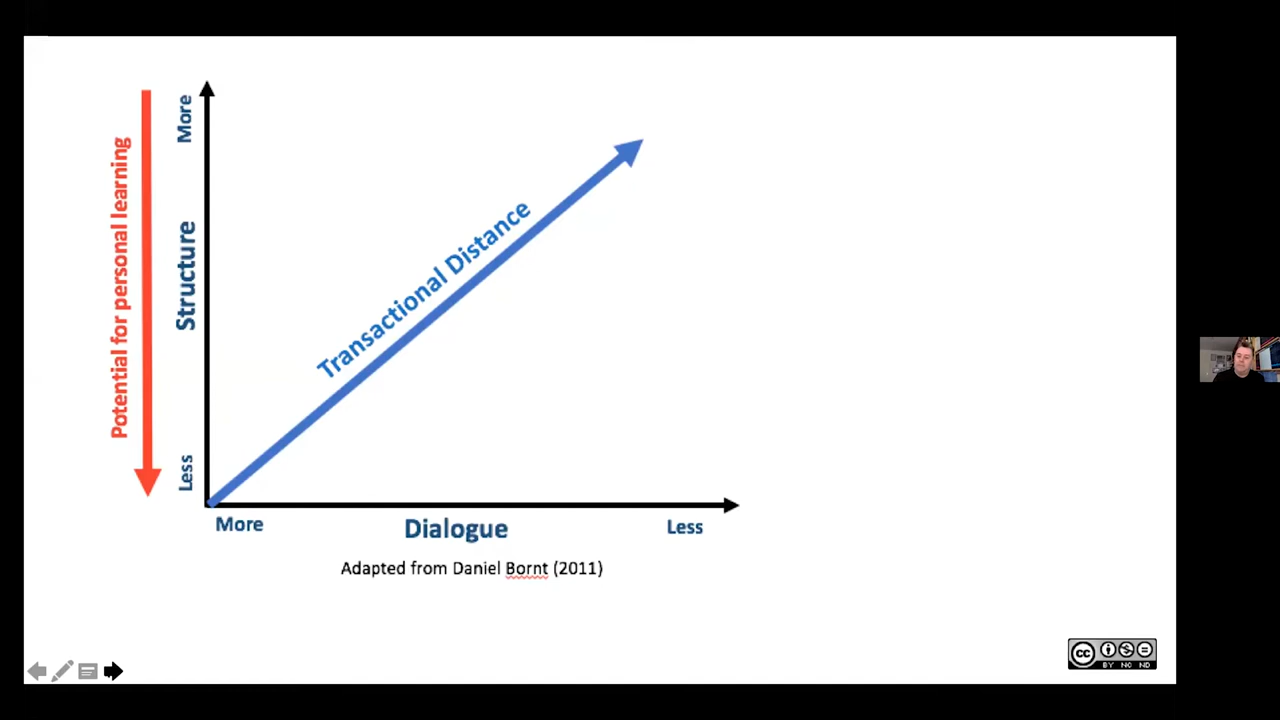 Potential for personal learning
More
Structure
Less
Transactional Distance
More
Dialogue
Less
Adapted from Daniel Bornt (2011)
cc
BY NC ND